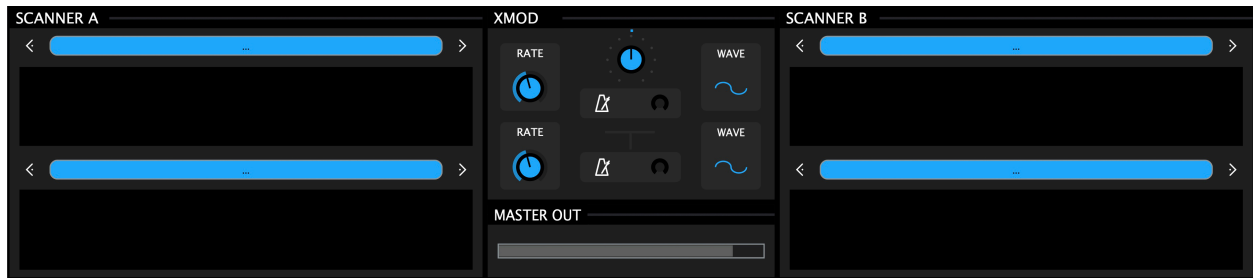 SCANNER A
...
...
XMOD
RATE
WAVE
RATE
WAVE
MASTER OUT
SCANNER B
...
...